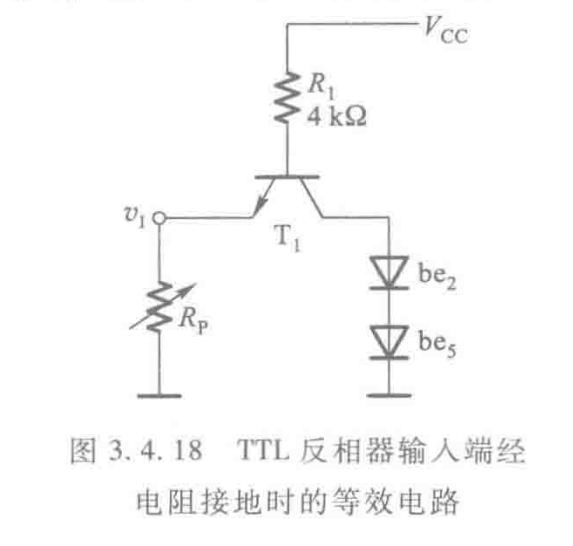 V_CC
R_1
4 kΩ
v_I
T_1
be_2
R_P
be_5
图 3.4.18 TTL 反相器输入端经
电阻接地时的等效电路